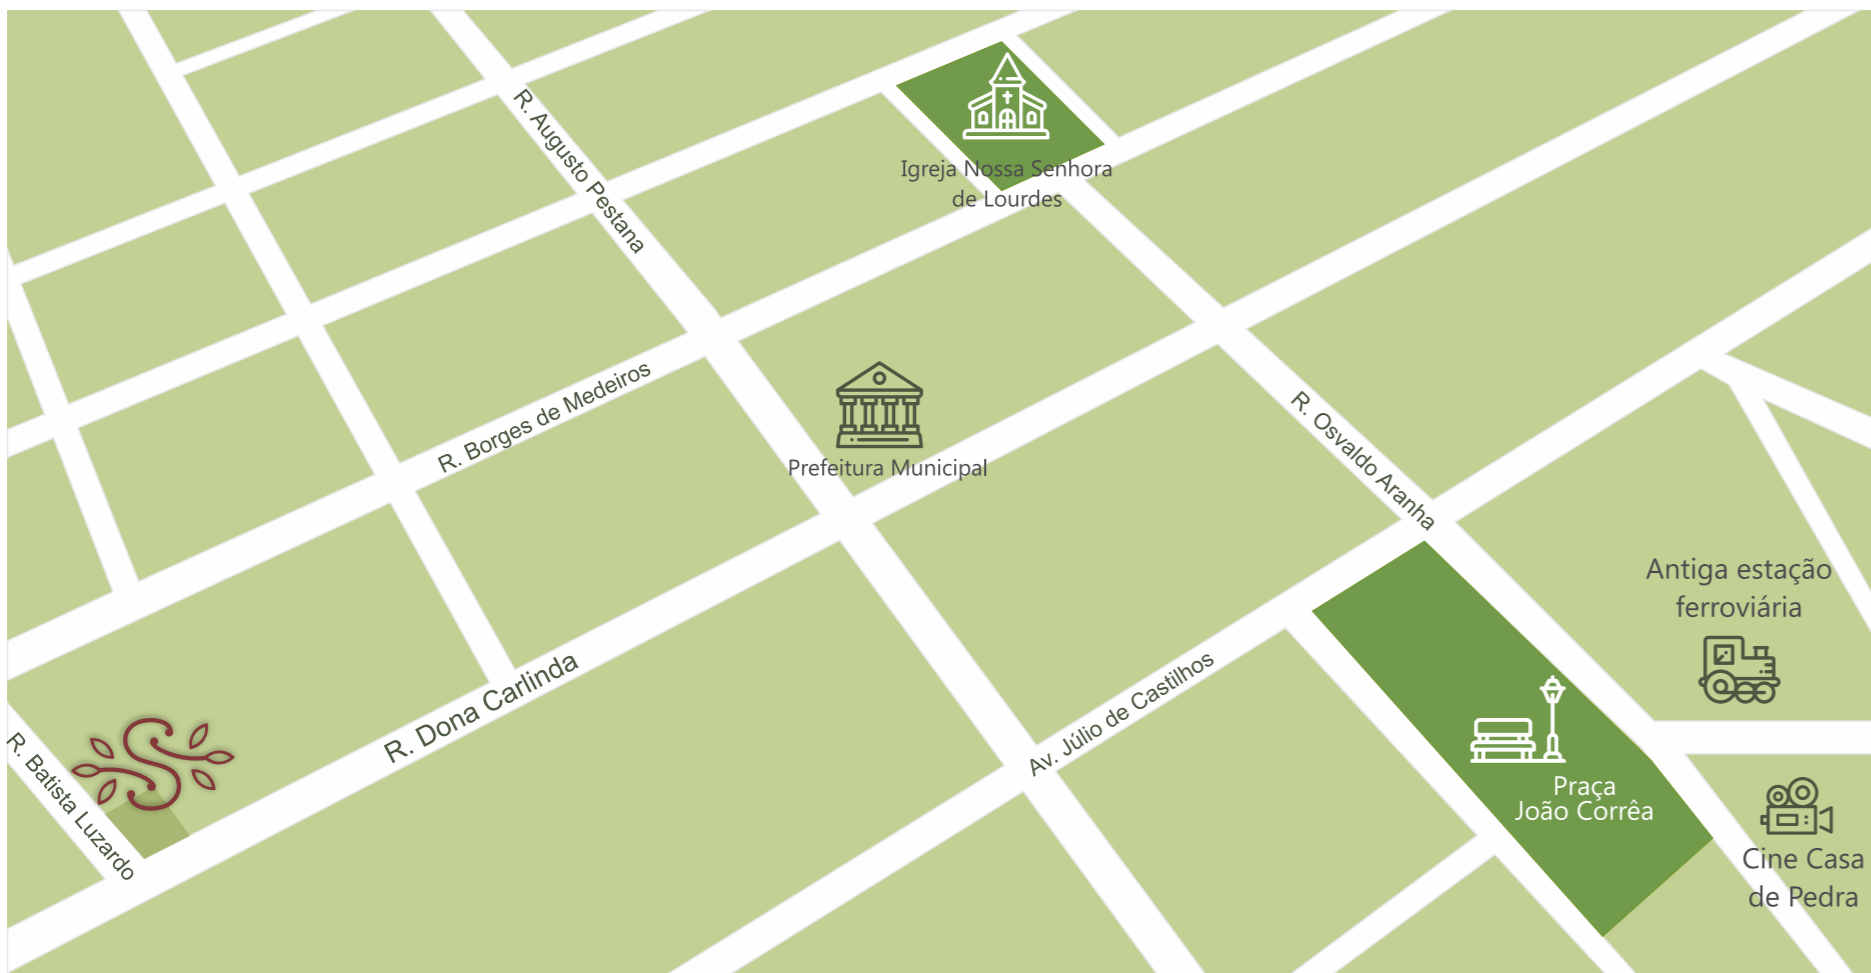 R. Augusto Pestana
Igreja Nossa Senhora
de Lourdes
R. Borges de Medeiros
Prefeitura Municipal
R. Osvaldo Aranha
Antiga estação
ferroviária
R. Dona Carlinda
Av. Júlio de Castilhos
R. Batista Luzardo
S
Praça
João Corrêa
Cine Casa
de Pedra